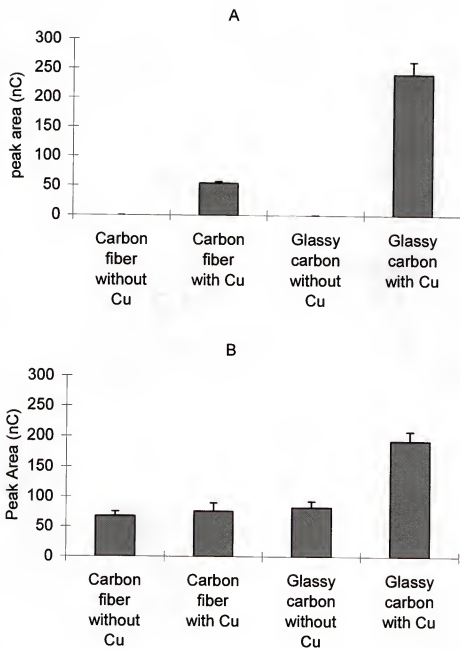 A
peak area (nC)
300
250
200
150
100
50
0
Carbon fiber without Cu
Carbon fiber with Cu
Glassy carbon without Cu
Glassy carbon with Cu
B
Peak Area (nC)
300
250
200
150
100
50
0
Carbon fiber without Cu
Carbon fiber with Cu
Glassy carbon without Cu
Glassy carbon with Cu